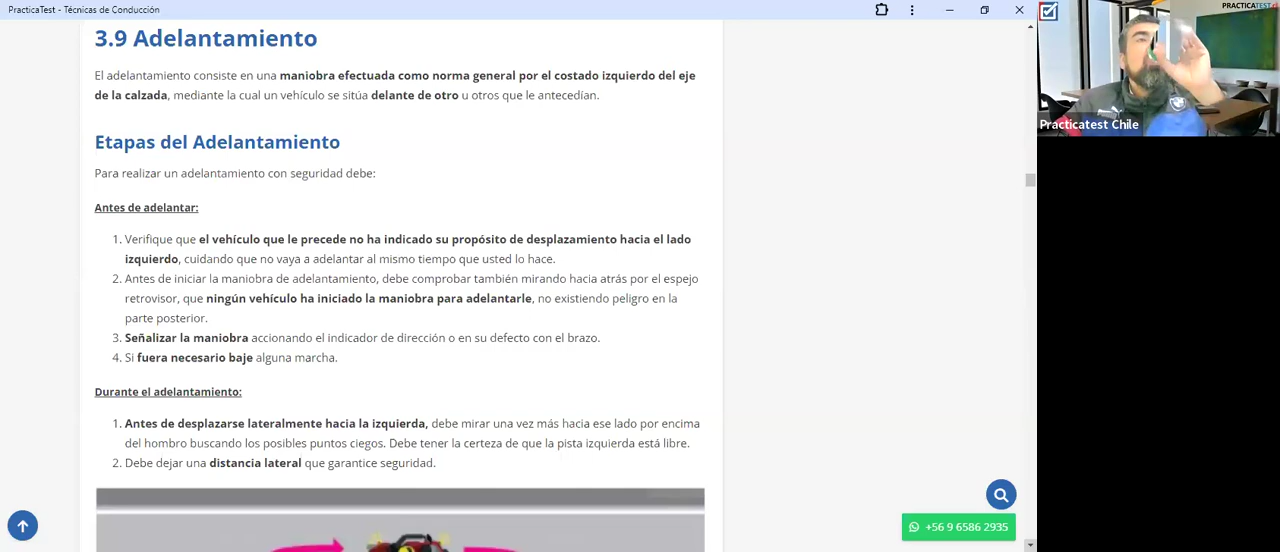 PracticaTest - Técnicas de Conducción
PRACTICATEST.cl
3.9 Adelantamiento
El adelantamiento consiste en una maniobra efectuada como norma general por el costado izquierdo del eje
de la calzada, mediante la cual un vehículo se sitúa delante de otro u otros que le antecedían.
Practicatest Chile
Etapas del Adelantamiento
Para realizar un adelantamiento con seguridad debe:
Antes de adelantar:
1. Verifique que el vehículo que le precede no ha indicado su propósito de desplazamiento hacia el lado
izquierdo, cuidando que no vaya a adelantar al mismo tiempo que usted lo hace.
2. Antes de iniciar la maniobra de adelantamiento, debe comprobar también mirando hacia atrás por el espejo
retrovisor, que ningún vehículo ha iniciado la maniobra para adelantarle, no existiendo peligro en la
parte posterior.
3. Señalizar la maniobra accionando el indicador de dirección o en su defecto con el brazo.
4. Si fuera necesario baje alguna marcha.
Durante el adelantamiento:
1. Antes de desplazarse lateralmente hacia la izquierda, debe mirar una vez más hacia ese lado por encima
del hombro buscando los posibles puntos ciegos. Debe tener la certeza de que la pista izquierda está libre.
2. Debe dejar una distancia lateral que garantice seguridad.
+56 9 6586 2935